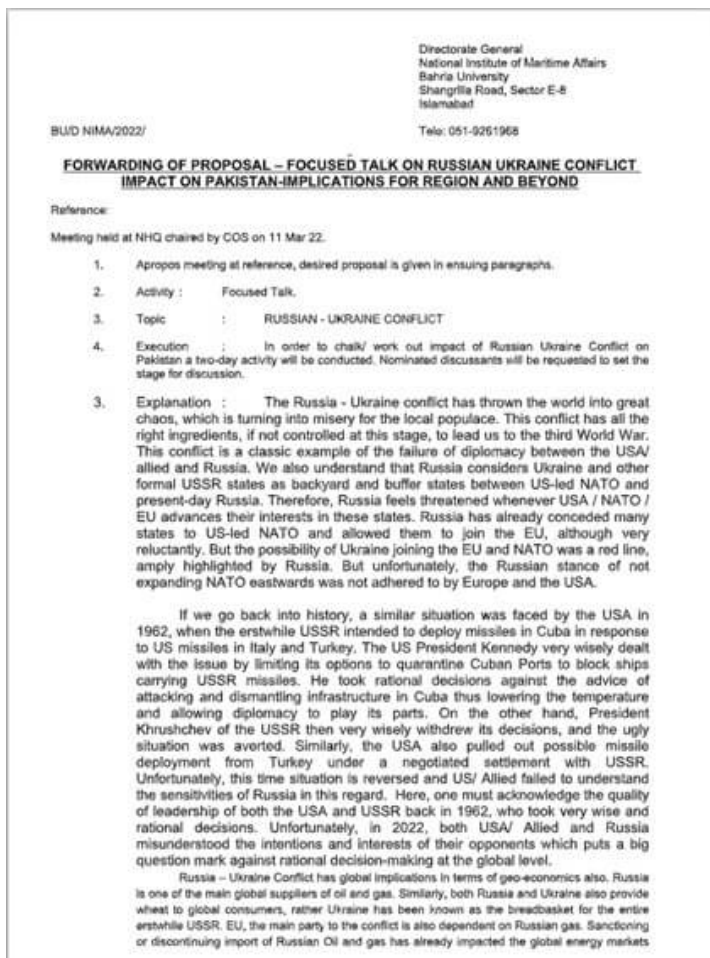 Directorate General
National Institute of Maritime Affairs
Bahria University
Shangrilla Road, Sector E-8
Islamabad
BU/D NIMA/2022/
Tele: 051-9261968
FORWARDING OF PROPOSAL – FOCUSED TALK ON RUSSIAN UKRAINE CONFLICT
IMPACT ON PAKISTAN-IMPLICATIONS FOR REGION AND BEYOND
Reference:
Meeting held at NHQ chaired by COS on 11 Mar 22.
1. Apropos meeting at reference, desired proposal is given in ensuing paragraphs.
2. Activity : Focused Talk.
3. Topic : RUSSIAN - UKRAINE CONFLICT
4. Execution : In order to chalk/ work out impact of Russian Ukraine Conflict on
Pakistan a two-day activity will be conducted. Nominated discussants will be requested to set the
stage for discussion.
3. Explanation : The Russia - Ukraine conflict has thrown the world into great
chaos, which is turning into misery for the local populace. This conflict has all the
right ingredients, if not controlled at this stage, to lead us to the third World War.
This conflict is a classic example of the failure of diplomacy between the USA/
allied and Russia. We also understand that Russia considers Ukraine and other
formal USSR states as backyard and buffer states between US-led NATO and
present-day Russia. Therefore, Russia feels threatened whenever USA / NATO /
EU advances their interests in these states. Russia has already conceded many
states to US-led NATO and allowed them to join the EU, although very
reluctantly. But the possibility of Ukraine joining the EU and NATO was a red line,
amply highlighted by Russia. But unfortunately, the Russian stance of not
expanding NATO eastwards was not adhered to by Europe and the USA.
If we go back into history, a similar situation was faced by the USA in
1962, when the erstwhile USSR intended to deploy missiles in Cuba in response
to US missiles in Italy and Turkey. The US President Kennedy very wisely dealt
with the issue by limiting its options to quarantine Cuban Ports to block ships
carrying USSR missiles. He took rational decisions against the advice of
attacking and dismantling infrastructure in Cuba thus lowering the temperature
and allowing diplomacy to play its parts. On the other hand, President
Khrushchev of the USSR then very wisely withdrew its decisions, and the ugly
situation was averted. Similarly, the USA also pulled out possible missile
deployment from Turkey under a negotiated settlement with USSR.
Unfortunately, this time situation is reversed and US/ Allied failed to understand
the sensitivities of Russia in this regard. Here, one must acknowledge the quality
of leadership of both the USA and USSR back in 1962, who took very wise and
rational decisions. Unfortunately, in 2022, both USA/ Allied and Russia
misunderstood the intentions and interests of their opponents which puts a big
question mark against rational decision-making at the global level.
Russia – Ukraine Conflict has global implications in terms of geo-economics also. Russia
is one of the main global suppliers of oil and gas. Similarly, both Russia and Ukraine also provide
wheat to global consumers, rather Ukraine has been known as the breadbasket for the entire
erstwhile USSR. EU, the main party to the conflict is also dependent on Russian gas. Sanctioning
or discontinuing import of Russian Oil and gas has already impacted the global energy markets